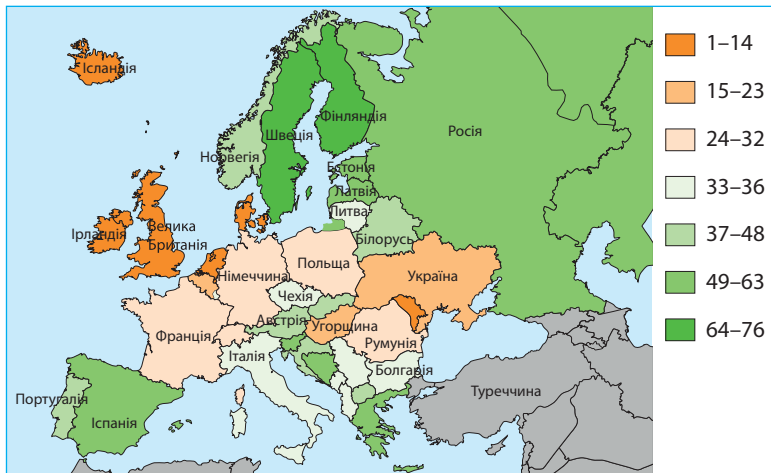 Ісландія
Швеція
Фінляндія
Норвегія
Росія
Естонія
Латвія
Литва
Білорусь
Ірландія
Велика
Британія
Німеччина
Польща
Україна
Чехія
Австрія
Угорщина
Франція
Румунія
Італія
Болгарія
Португалія
Іспанія
Туреччина
1–14
15–23
24–32
33–36
37–48
49–63
64–76